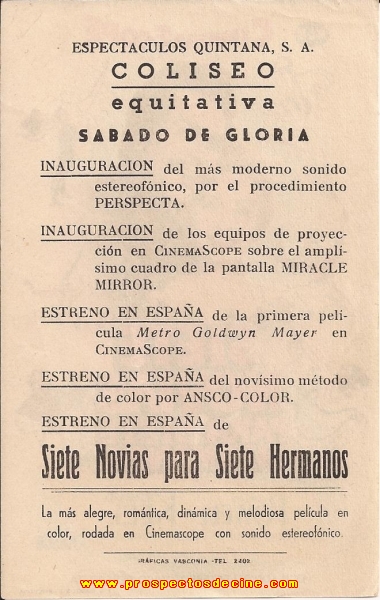 ESPECTACULOS QUINTANA, S. A.
COLISEO
equitativa
SABADO DE GLORIA
INAUGURACION del más moderno sonido
estereofónico, por el procedimiento
PERSPECTA.
INAUGURACION de los equipos de proyec-
ción en CINEMASCOPE sobre el amplí-
simo cuadro de la pantalla MIRACLE
MIRROR.
ESTRENO EN ESPAÑA de la primera pelí-
cula Metro Goldwyn Mayer en
CINEMASCOPE.
ESTRENO EN ESPAÑA del novísimo método
de color por ANSCO-COLOR.
ESTRENO EN ESPAÑA de
Siete Novias para Siete Hermanos
La más alegre, romántica, dinámica y melodiosa película en
color, rodada en Cinemascope con sonido estereofónico.
GRÁFICAS VASCONIA -TEL
www.prospectosdecine.com